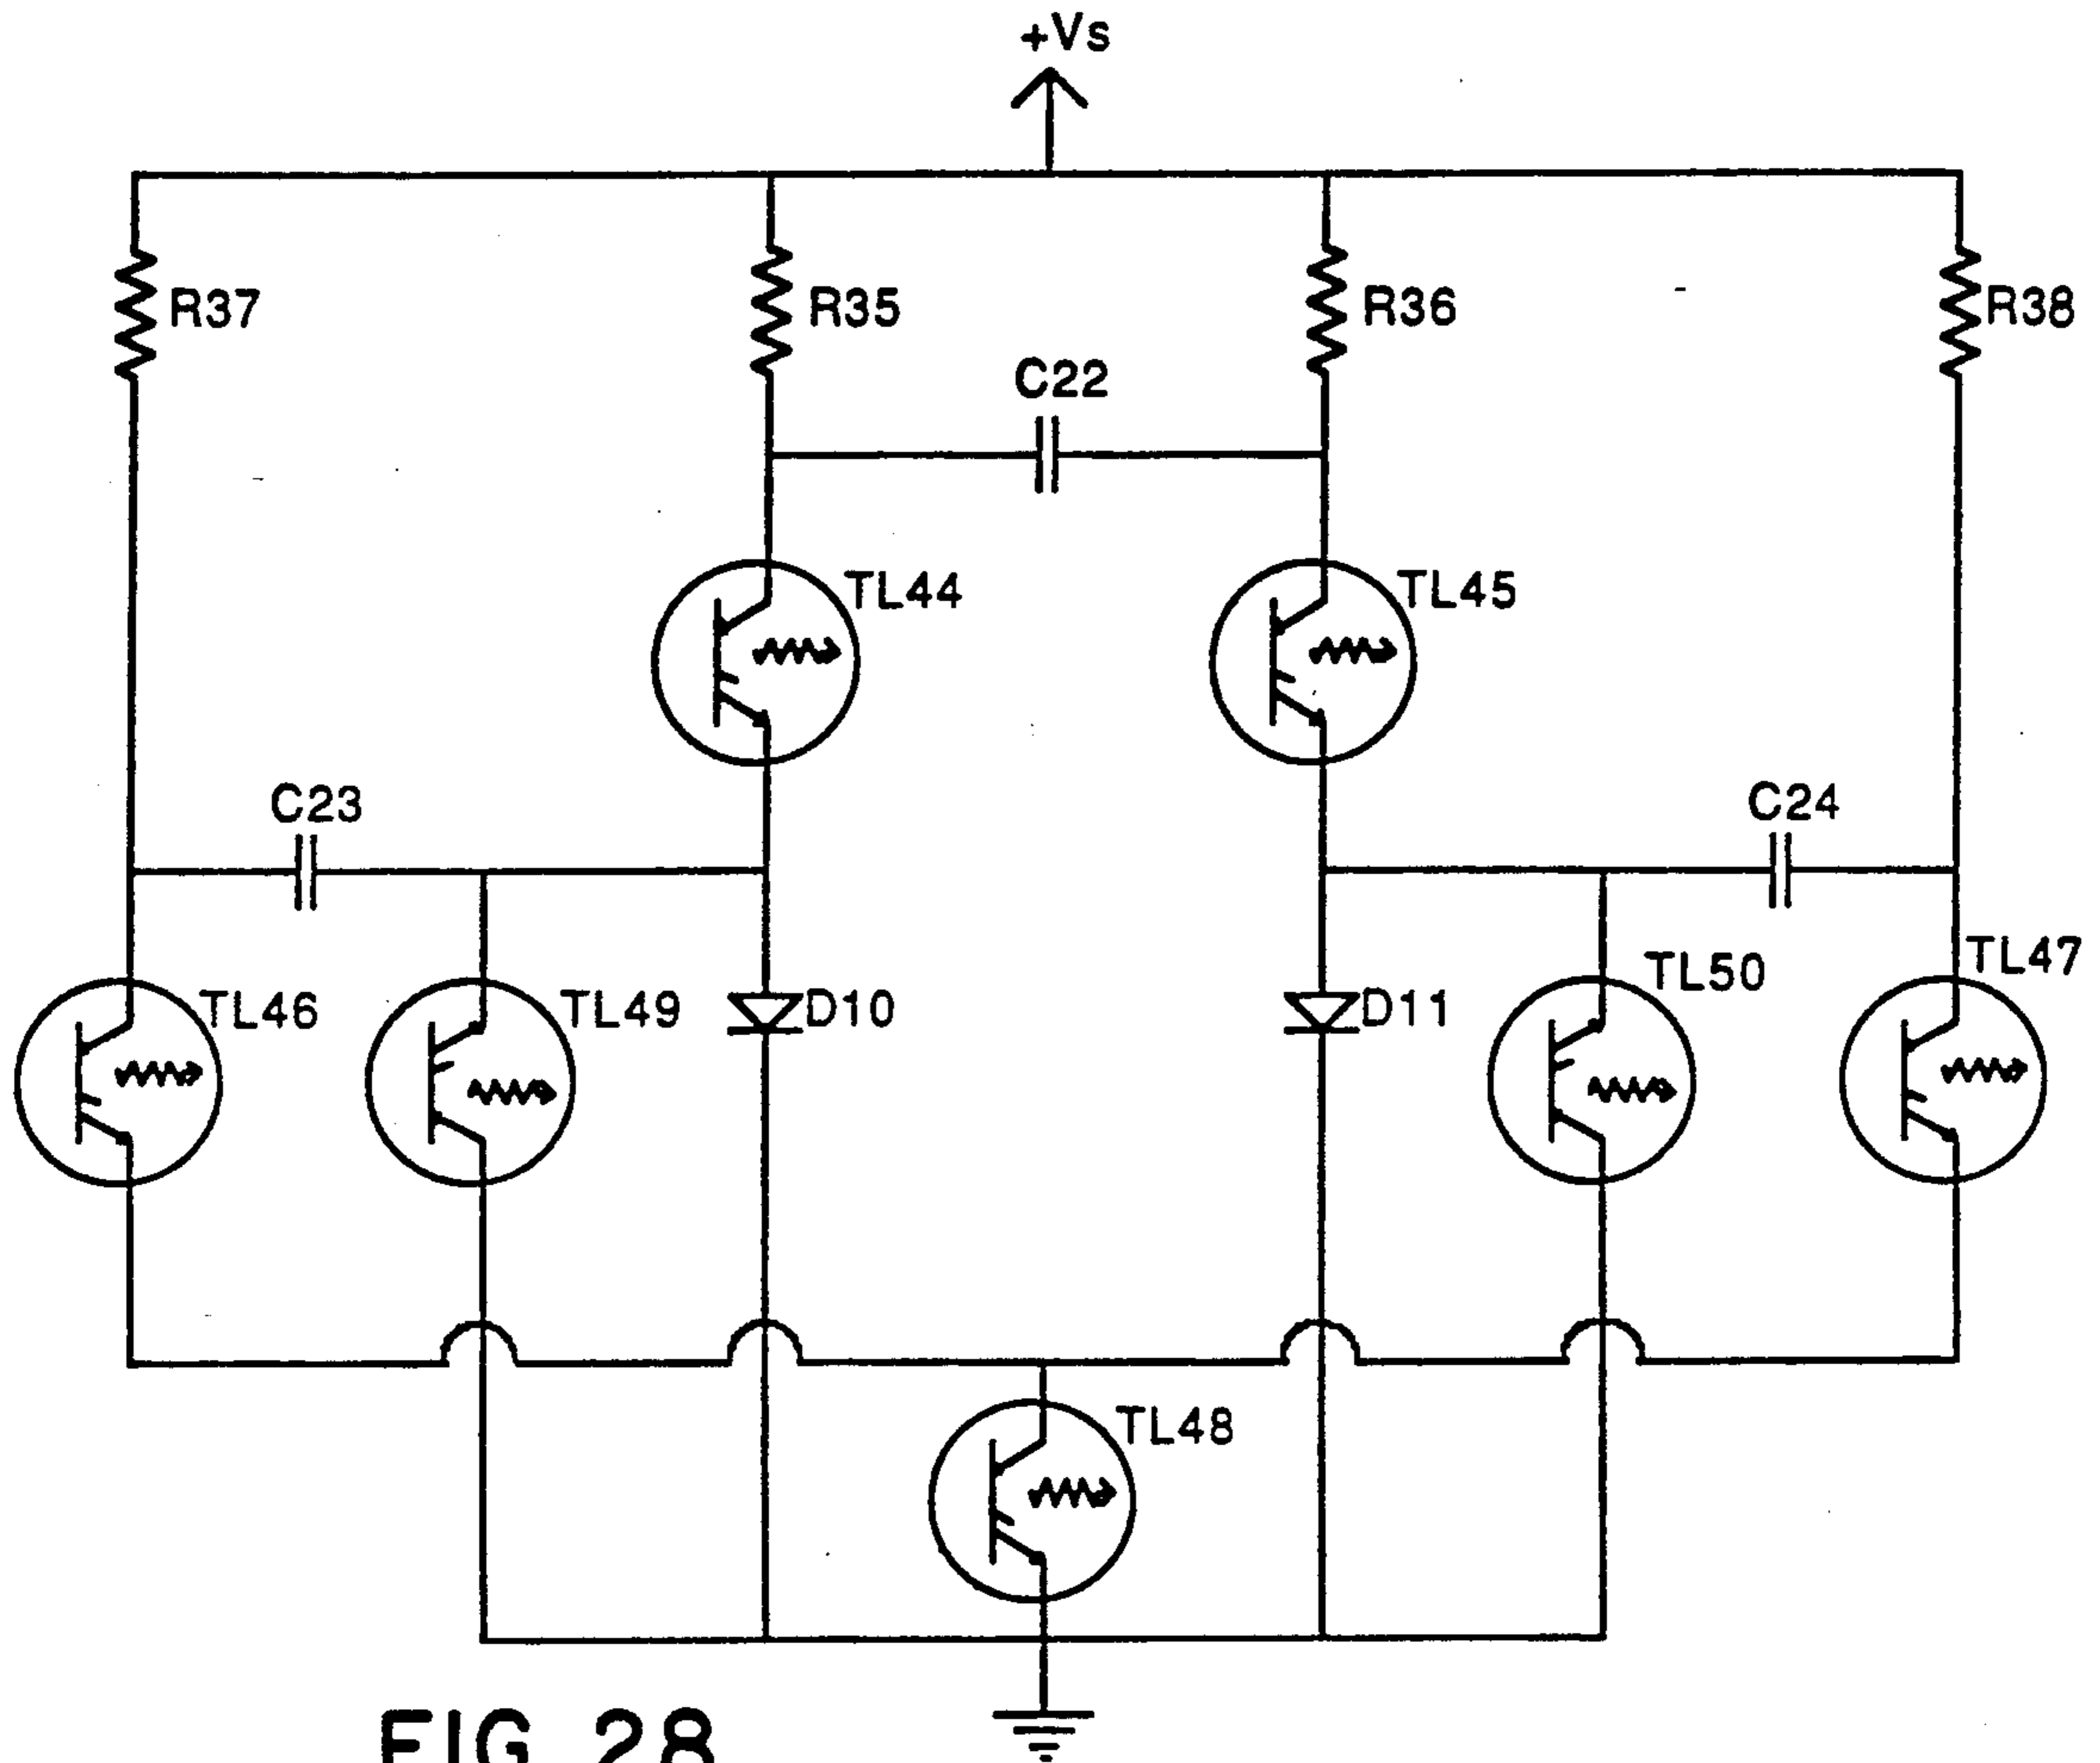 +Vs
R37
R35
R36
R38
C22
TL44
TL45
C23
C24
TL46
TL49
D10
D11
TL50
TL47
TL48
FIG 28